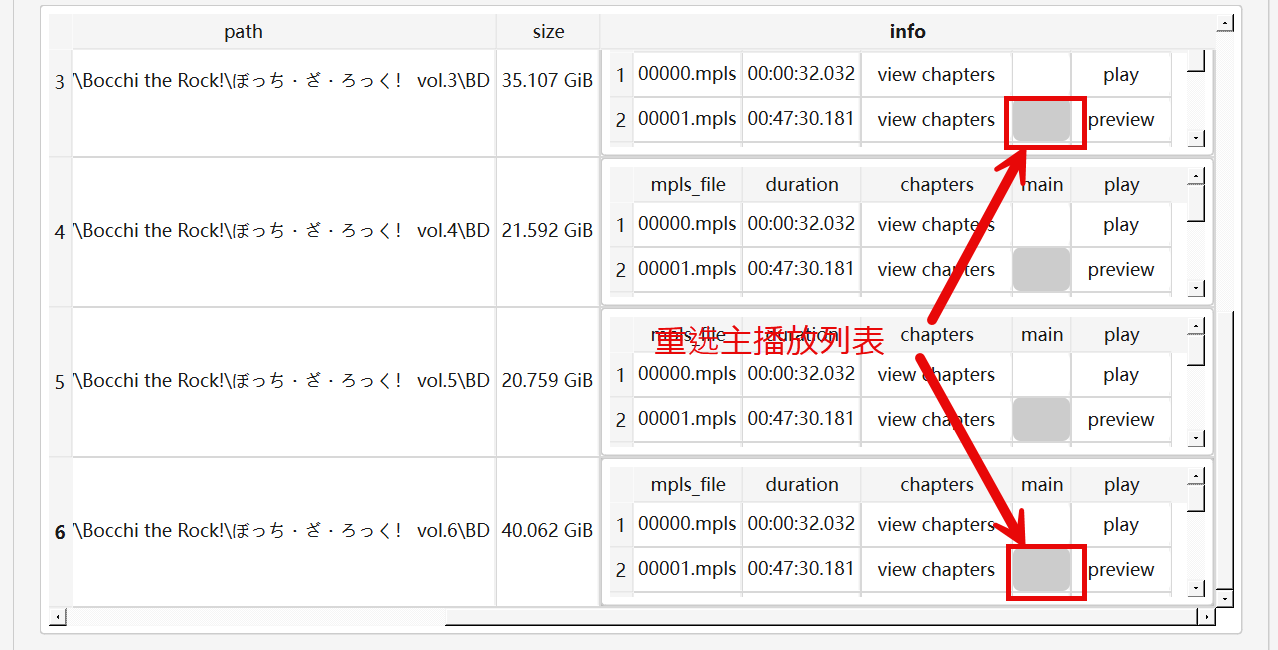 path size info
3 '\Bocchi the Rock!\ぼっち・ざ・ろっく! vol.3\BD 35.107 GiB
1 00000.mpls 00:00:32.032 view chapters play
2 00001.mpls 00:47:30.181 view chapters preview
mpls_file duration chapters main play
4 '\Bocchi the Rock!\ぼっち・ざ・ろっく! vol.4\BD 21.592 GiB
1 00000.mpls 00:00:32.032 view chapters play
2 00001.mpls 00:47:30.181 view chapters preview
mpls_file duration chapters main play
重选主播放列表
5 '\Bocchi the Rock!\ぼっち・ざ・ろっく! vol.5\BD 20.759 GiB
1 00000.mpls 00:00:32.032 view chapters play
2 00001.mpls 00:47:30.181 view chapters preview
mpls_file duration chapters main play
6 '\Bocchi the Rock!\ぼっち・ざ・ろっく! vol.6\BD 40.062 GiB
1 00000.mpls 00:00:32.032 view chapters play
2 00001.mpls 00:47:30.181 view chapters preview